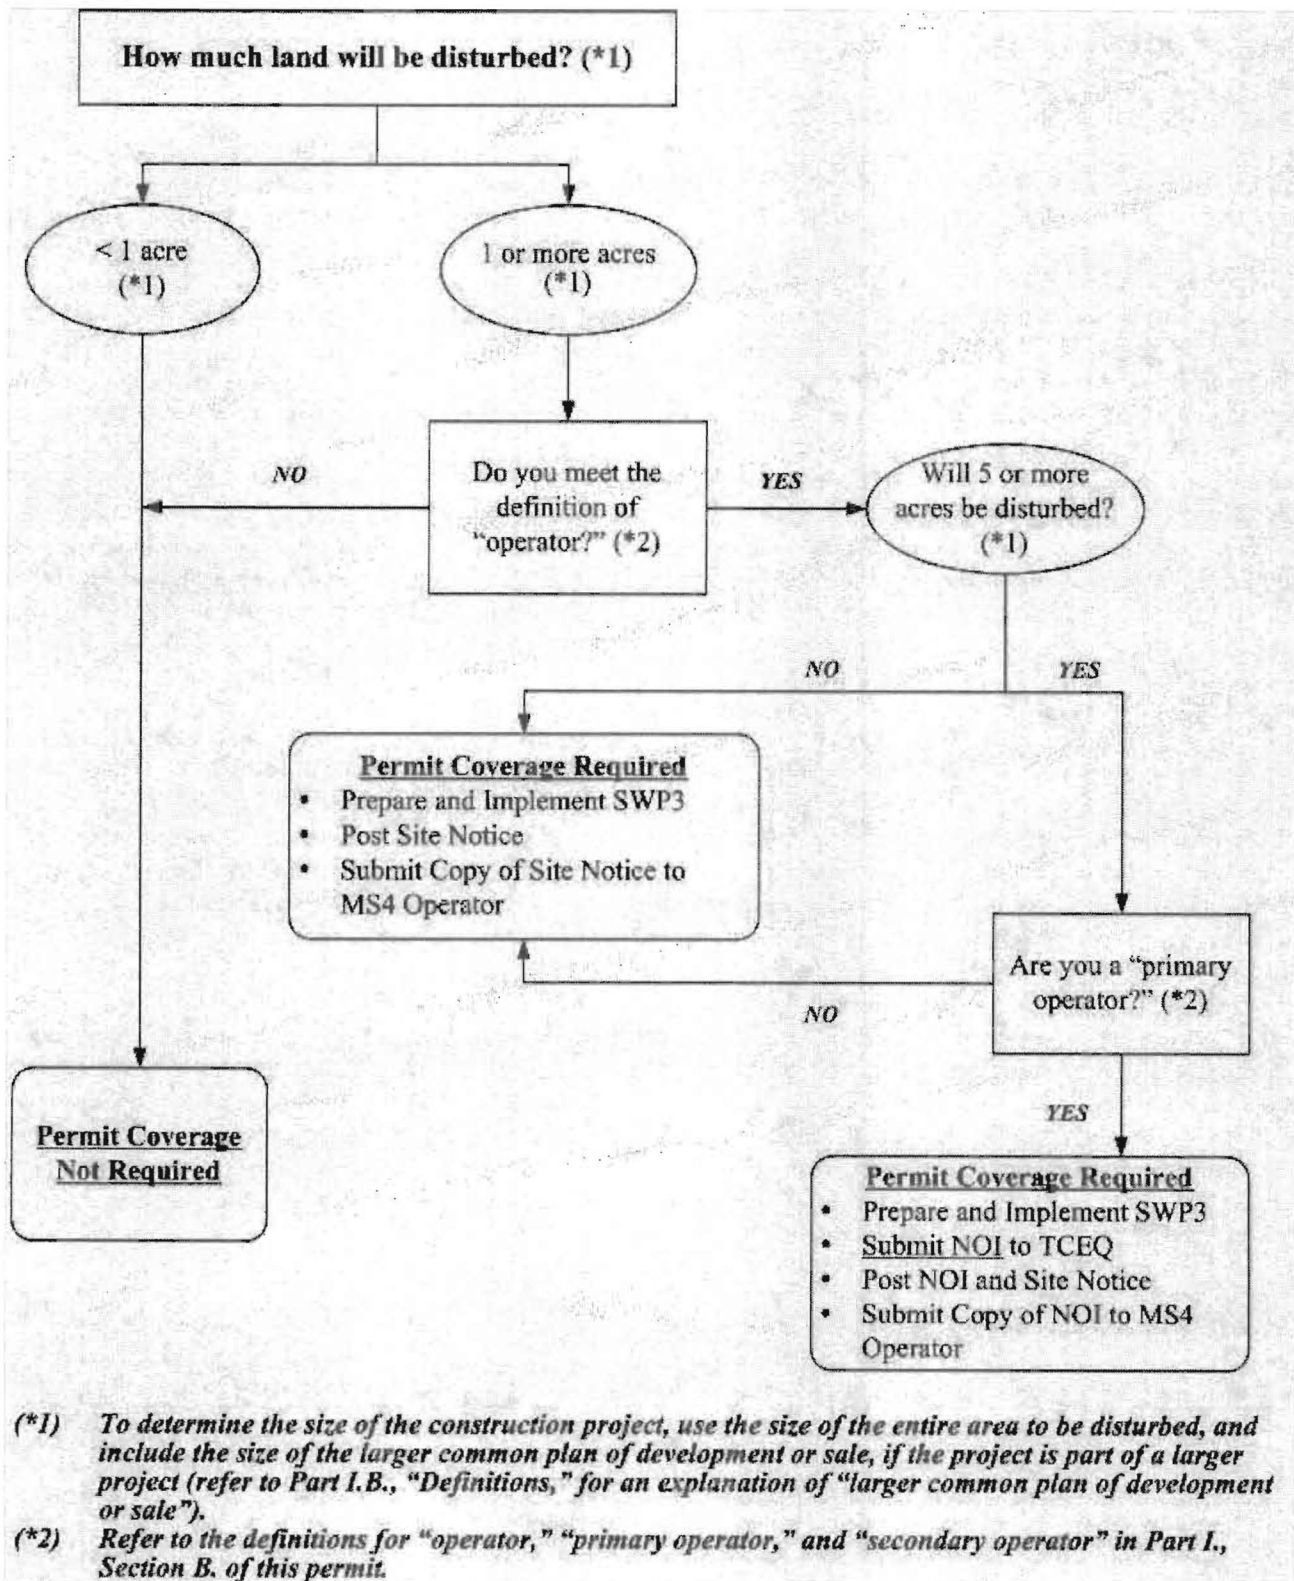 How much land will be disturbed? (*1)
< 1 acre
(*1)
1 or more acres
(*1)
NO
Do you meet the
definition of
"operator?" (*2)
YES
Will 5 or more
acres be disturbed?
(*1)
NO
YES
Permit Coverage Required
• Prepare and Implement SWP3
• Post Site Notice
• Submit Copy of Site Notice to
MS4 Operator
Are you a "primary
operator?" (*2)
NO
YES
Permit Coverage
Not Required
Permit Coverage Required
• Prepare and Implement SWP3
• Submit NOI to TCEQ
• Post NOI and Site Notice
• Submit Copy of NOI to MS4
Operator
(*1) To determine the size of the construction project, use the size of the entire area to be disturbed, and
include the size of the larger common plan of development or sale, if the project is part of a larger
project (refer to Part I.B., "Definitions," for an explanation of "larger common plan of development
or sale").
(*2) Refer to the definitions for "operator," "primary operator," and "secondary operator" in Part I.,
Section B. of this permit.